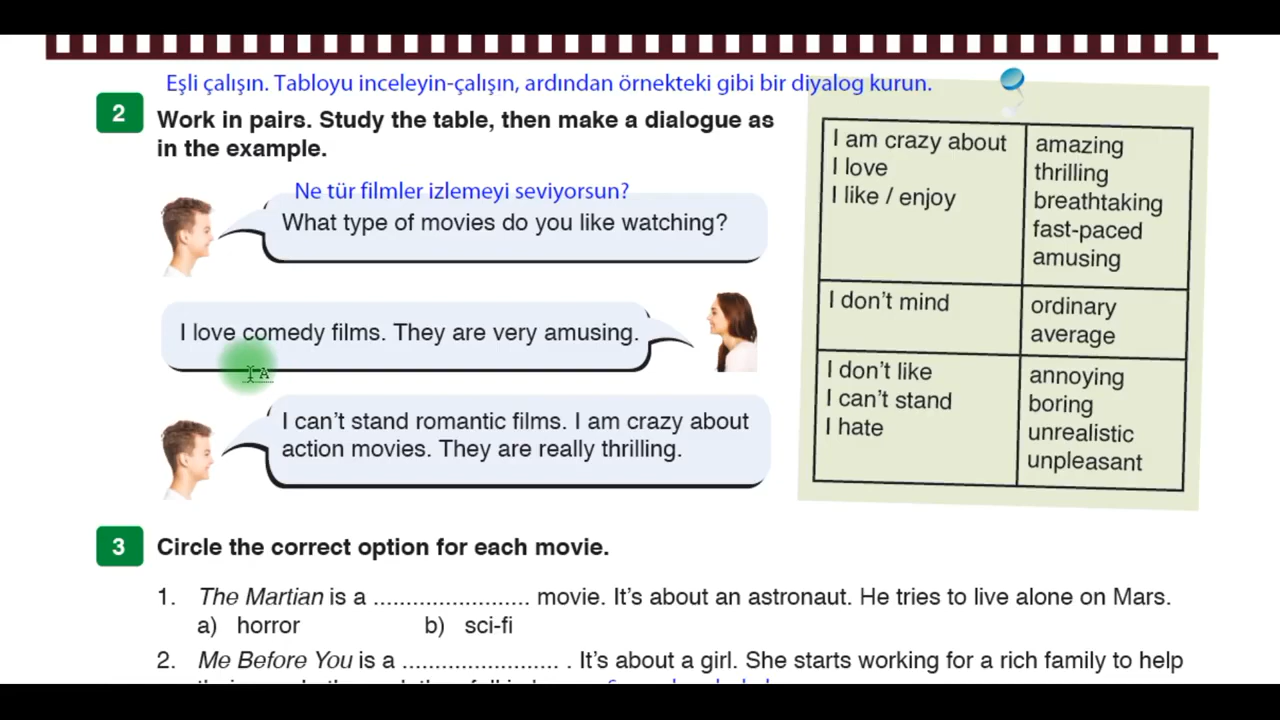 Eşli çalışın. Tabloyu inceleyin-çalışın, ardından örnekteki gibi bir diyalog kurun.
2 Work in pairs. Study the table, then make a dialogue as
in the example.
Ne tür filmler izlemeyi seviyorsun?
What type of movies do you like watching?
I love comedy films. They are very amusing.
A
I can't stand romantic films. I am crazy about
action movies. They are really thrilling.
I am crazy about
I love
I like / enjoy
amazing
thrilling
breathtaking
fast-paced
amusing
I don't mind
ordinary
average
I don't like
I can't stand
I hate
annoying
boring
unrealistic
unpleasant
3 Circle the correct option for each movie.
1. The Martian is a ........................ movie. It's about an astronaut. He tries to live alone on Mars.
a) horror b) sci-fi
2. Me Before You is a ........................ . It's about a girl. She starts working for a rich family to help